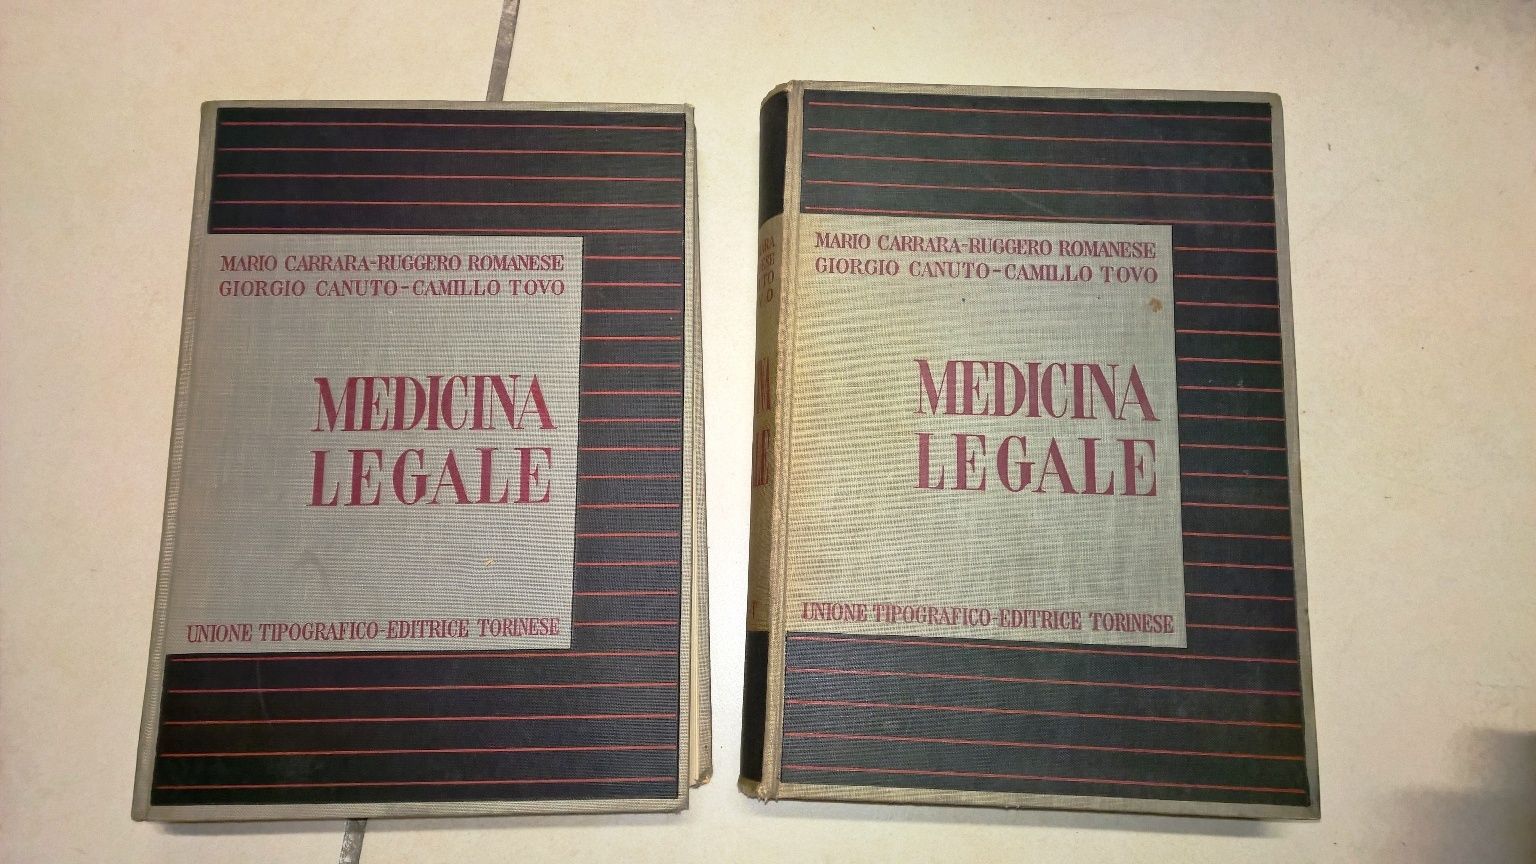 MARIO CARRARA-RUGGERO ROMANESE
GIORGIO CANUTO-CAMILLO TOVO
MEDICINA
LEGALE
UNIONE TIPOGRAFICO-EDITRICE TORINESE
MARIO CARRARA-RUGGERO ROMANESE
GIORGIO CANUTO-CAMILLO TOVO
MEDICINA
LEGALE
UNIONE TIPOGRAFICO-EDITRICE TORINESE